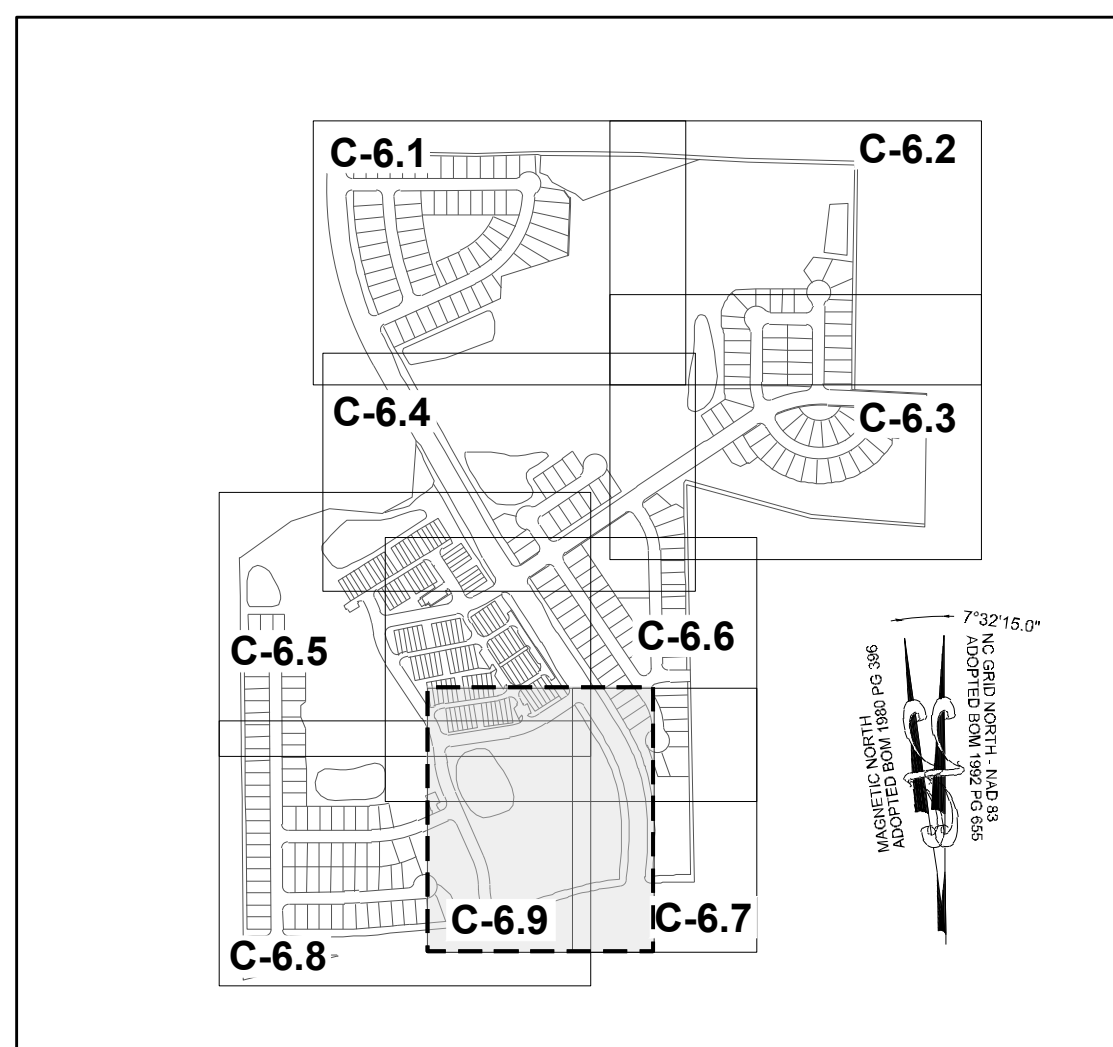 C-6.1
C-6.2
C-6.4
C-6.3
C-6.5
C-6.6
7°32'15.0"
MAGNETIC NORTH
ADOPTED BOM 1980 PG 396
NC GRID NORTH - NAD 83
ADOPTED BOM 1992 PG 655
C-6.9
C-6.7
C-6.8